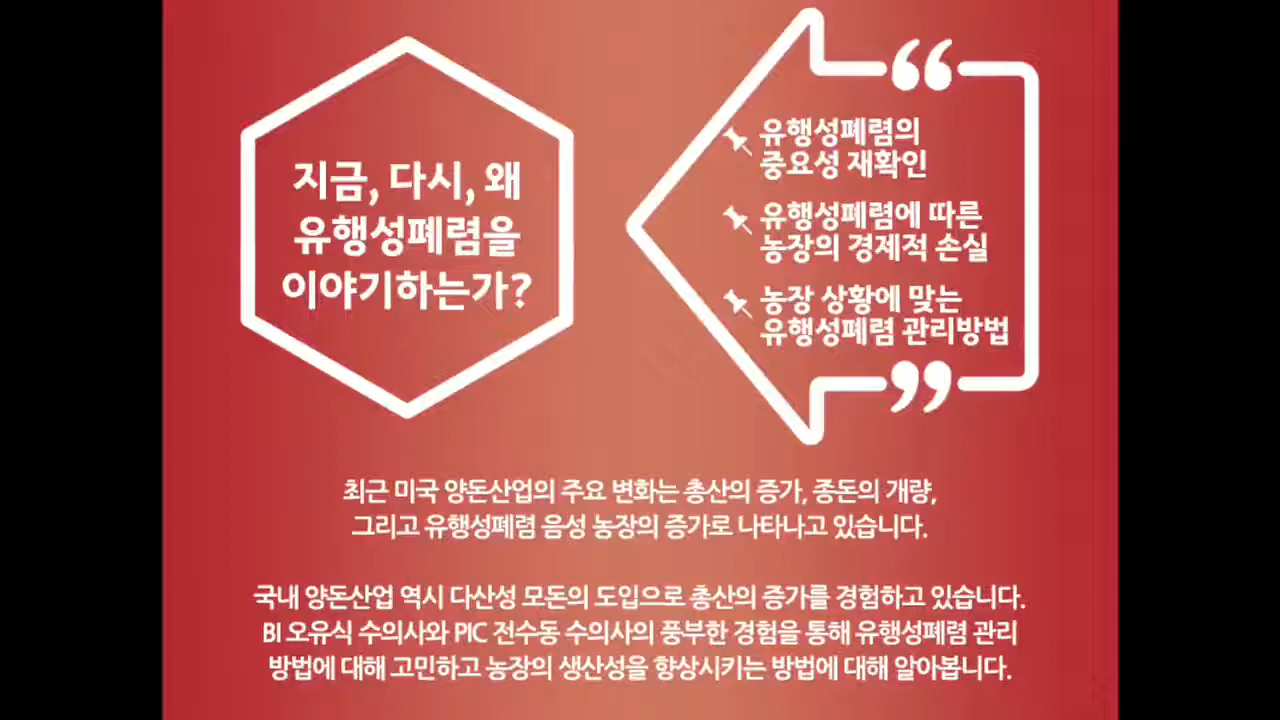 지금, 다시, 왜
유행성폐렴을
이야기하는가?
“
유행성폐렴의
중요성 재확인
유행성폐렴에 따른
농장의 경제적 손실
농장 상황에 맞는
유행성폐렴 관리방법
”
최근 미국 양돈산업의 주요 변화는 총산의 증가, 종돈의 개량,
그리고 유행성폐렴 음성 농장의 증가로 나타나고 있습니다.
국내 양돈산업 역시 다산성 모돈의 도입으로 총산의 증가를 경험하고 있습니다.
BI 오유식 수의사와 PIC 전수동 수의사의 풍부한 경험을 통해 유행성폐렴 관리
방법에 대해 고민하고 농장의 생산성을 향상시키는 방법에 대해 알아봅니다.